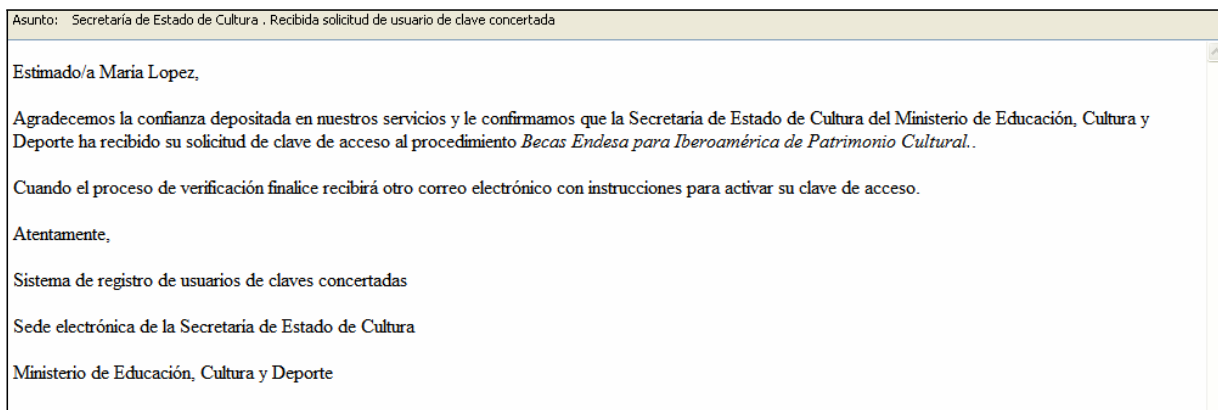 Asunto: Secretaría de Estado de Cultura . Recibida solicitud de usuario de clave concertada
Estimado/a María Lopez,
Agradecemos la confianza depositada en nuestros servicios y le confirmamos que la Secretaría de Estado de Cultura del Ministerio de Educación, Cultura y
Deporte ha recibido su solicitud de clave de acceso al procedimiento Becas Endesa para Iberoamérica de Patrimonio Cultural..
Cuando el proceso de verificación finalice recibirá otro correo electrónico con instrucciones para activar su clave de acceso.
Atentamente,
Sistema de registro de usuarios de claves concertadas
Sede electrónica de la Secretaría de Estado de Cultura
Ministerio de Educación, Cultura y Deporte